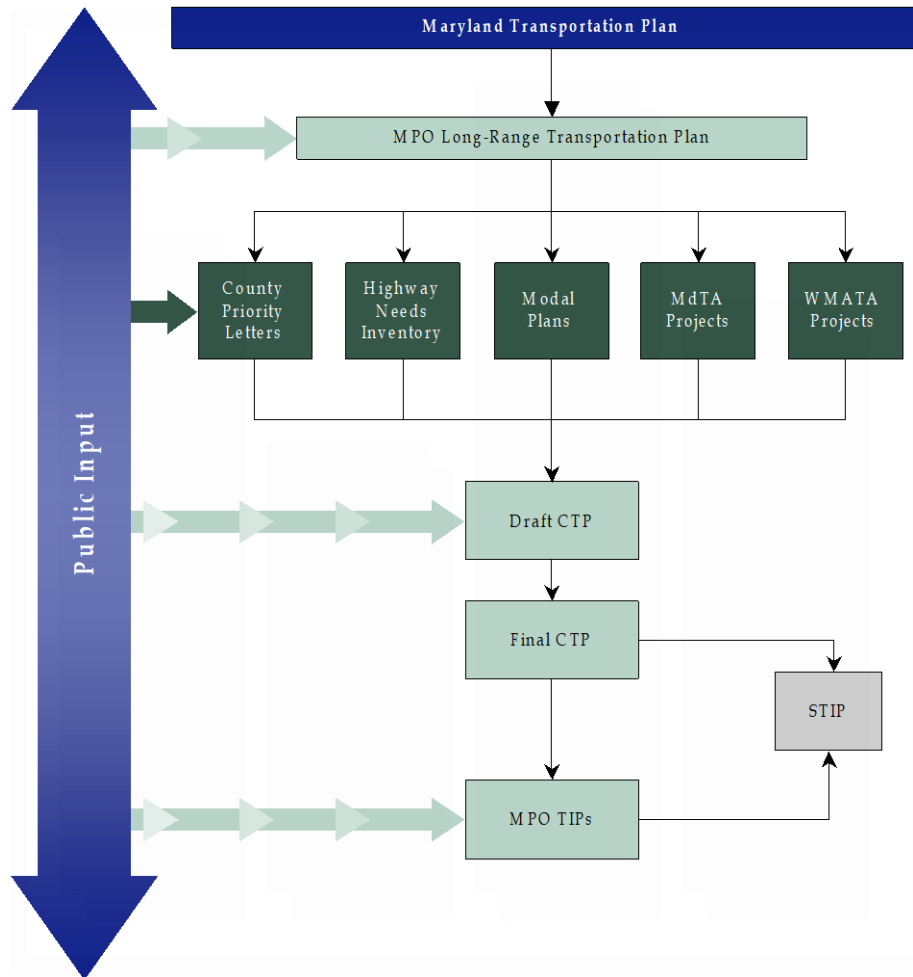 Maryland Transportation Plan
MPO Long-Range Transportation Plan
County
Priority
Letters
Highway
Needs
Inventory
Modal
Plans
MdTA
Projects
WMATA
Projects
Public Input
Draft CTP
Final CTP
STIP
MPO TIPs